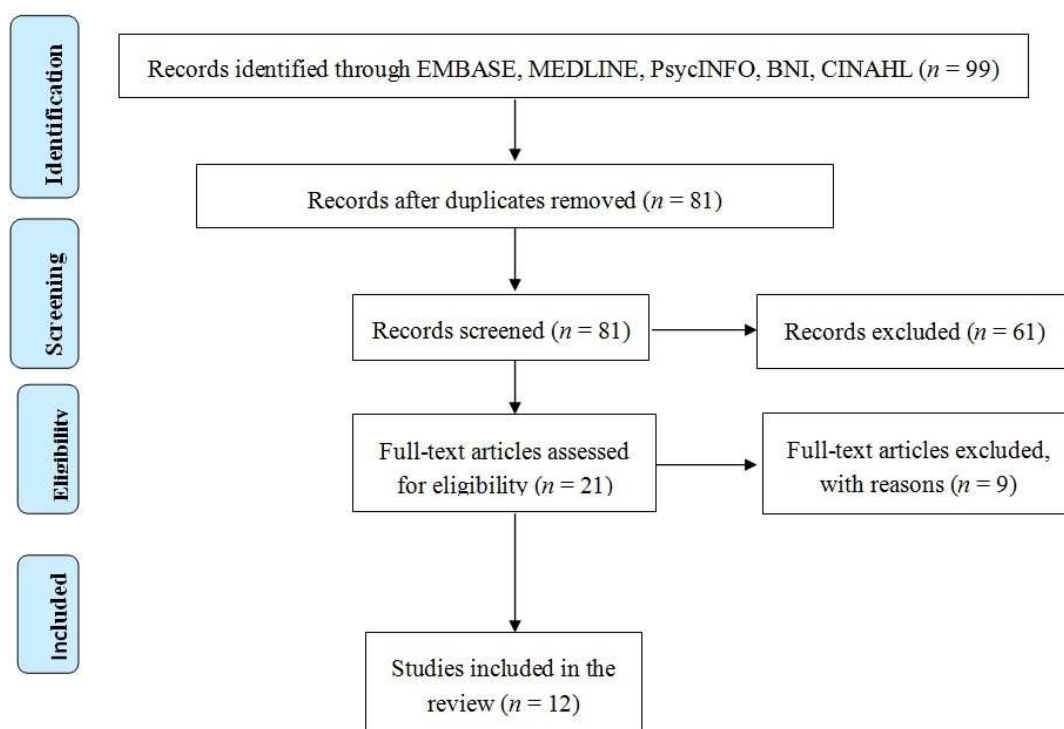 Identification
Records identified through EMBASE, MEDLINE, PsycINFO, BNI, CINAHL (n = 99)
Records after duplicates removed (n = 81)
Screening
Records screened (n = 81)
Records excluded (n = 61)
Eligibility
Full-text articles assessed
for eligibility (n = 21)
Full-text articles excluded,
with reasons (n = 9)
Included
Studies included in the
review (n = 12)